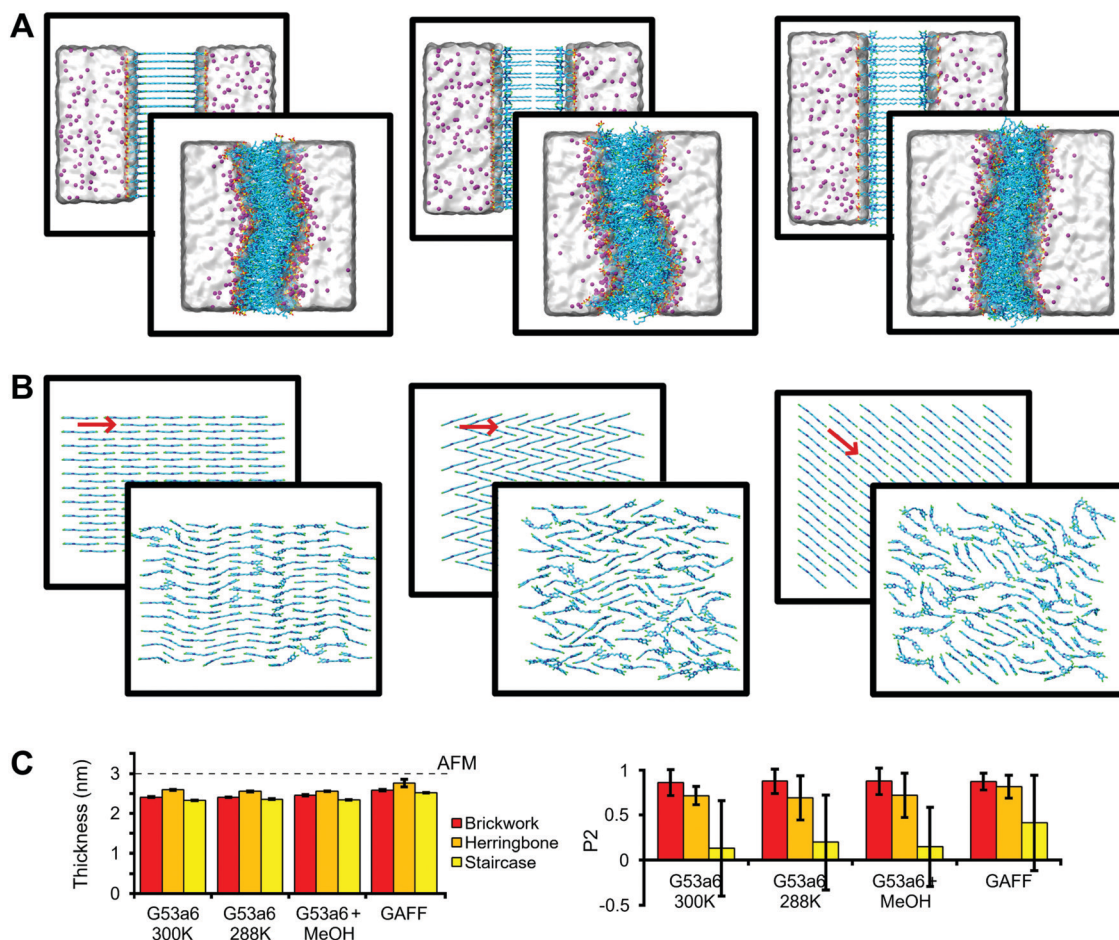 A
B
C
Thickness (nm)
3
2
1
0
AFM
G53a6
300K
G53a6
288K
G53a6 +
MeOH
GAFF
Brickwork
Herringbone
Staircase
P2
1
0.5
0
-0.5
G53a6
300K
G53a6
288K
G53a6 +
MeOH
GAFF